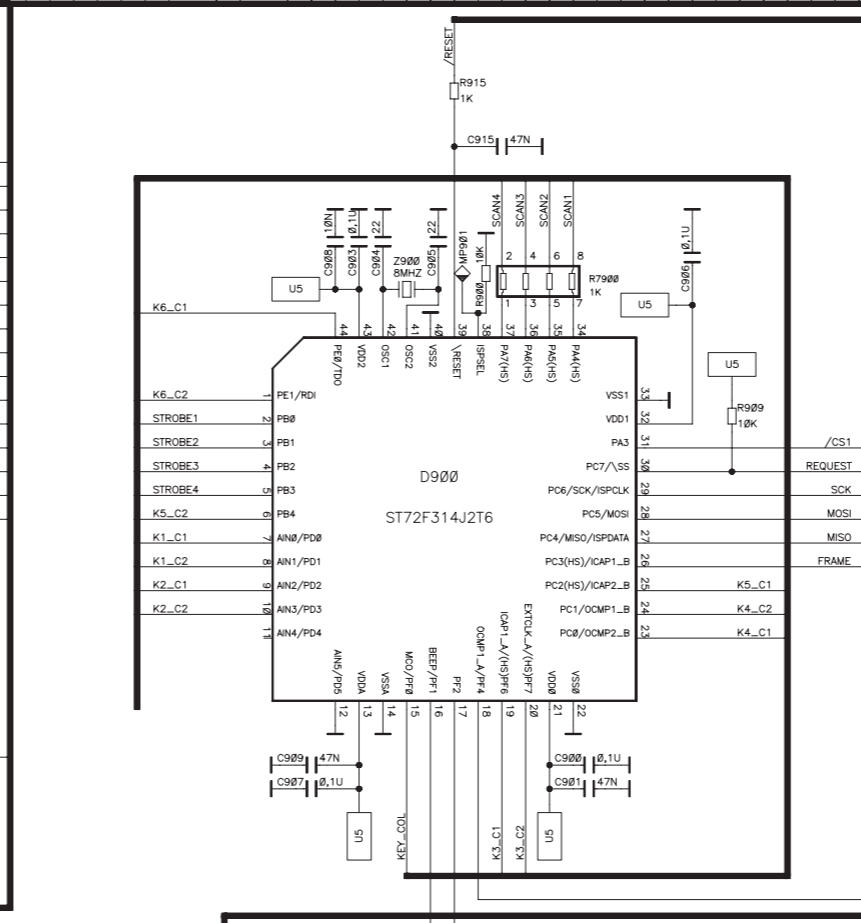 /RESET
R915
1K
C915 47N
SCAN4
SCAN3
SCAN2
SCAN1
10N
0,1U
22
22
C908
C903
C904
C905
Z900
8MHZ
MP901
10K
R900
2 4 6 8
1 3 5 7
R7900
1K
0,1U
C906
U5
U5
U5
R909
10K
K6_C1
44 43 42 41 40 39 38 37 36 35 34
PE0/TDO
VDD2
OSC1
OSC2
VSS2
\RESET
ISPSEL
PA7(HS)
PA6(HS)
PA5(HS)
PA4(HS)
K6_C2 1 PE1/RDI
STROBE1 2 PB0
STROBE2 3 PB1
STROBE3 4 PB2
STROBE4 5 PB3
K5_C2 6 PB4
K1_C1 7 AIN0/PD0
K1_C2 8 AIN1/PD1
K2_C1 9 AIN2/PD2
K2_C2 10 AIN3/PD3
11 AIN4/PD4
D900
ST72F314J2T6
VSS1 33
VDD1 32
PA3 31 /CS1
PC7/\SS 30 REQUEST
PC6/SCK/ISPCLK 29 SCK
PC5/MOSI 28 MOSI
PC4/MISO/ISPDATA 27 MISO
PC3(HS)/ICAP1_B 26 FRAME
PC2(HS)/ICAP2_B 25 K5_C1
PC1/OCMP1_B 24 K4_C2
PC0/OCMP2_B 23 K4_C1
AIN5/PD5
VDDA
VSSA
MCO/PF0
BEEP/PF1
PF2
OCMP1_A/PF4
ICAP1_A/(HS)PF6
EXTCLK_A/(HS)PF7
VDD0
VSS0
12 13 14 15 16 17 18 19 20 21 22
C909 47N
C907 0,1U
C900 0,1U
C901 47N
U5
KEY_COL
K3_C1
K3_C2
U5